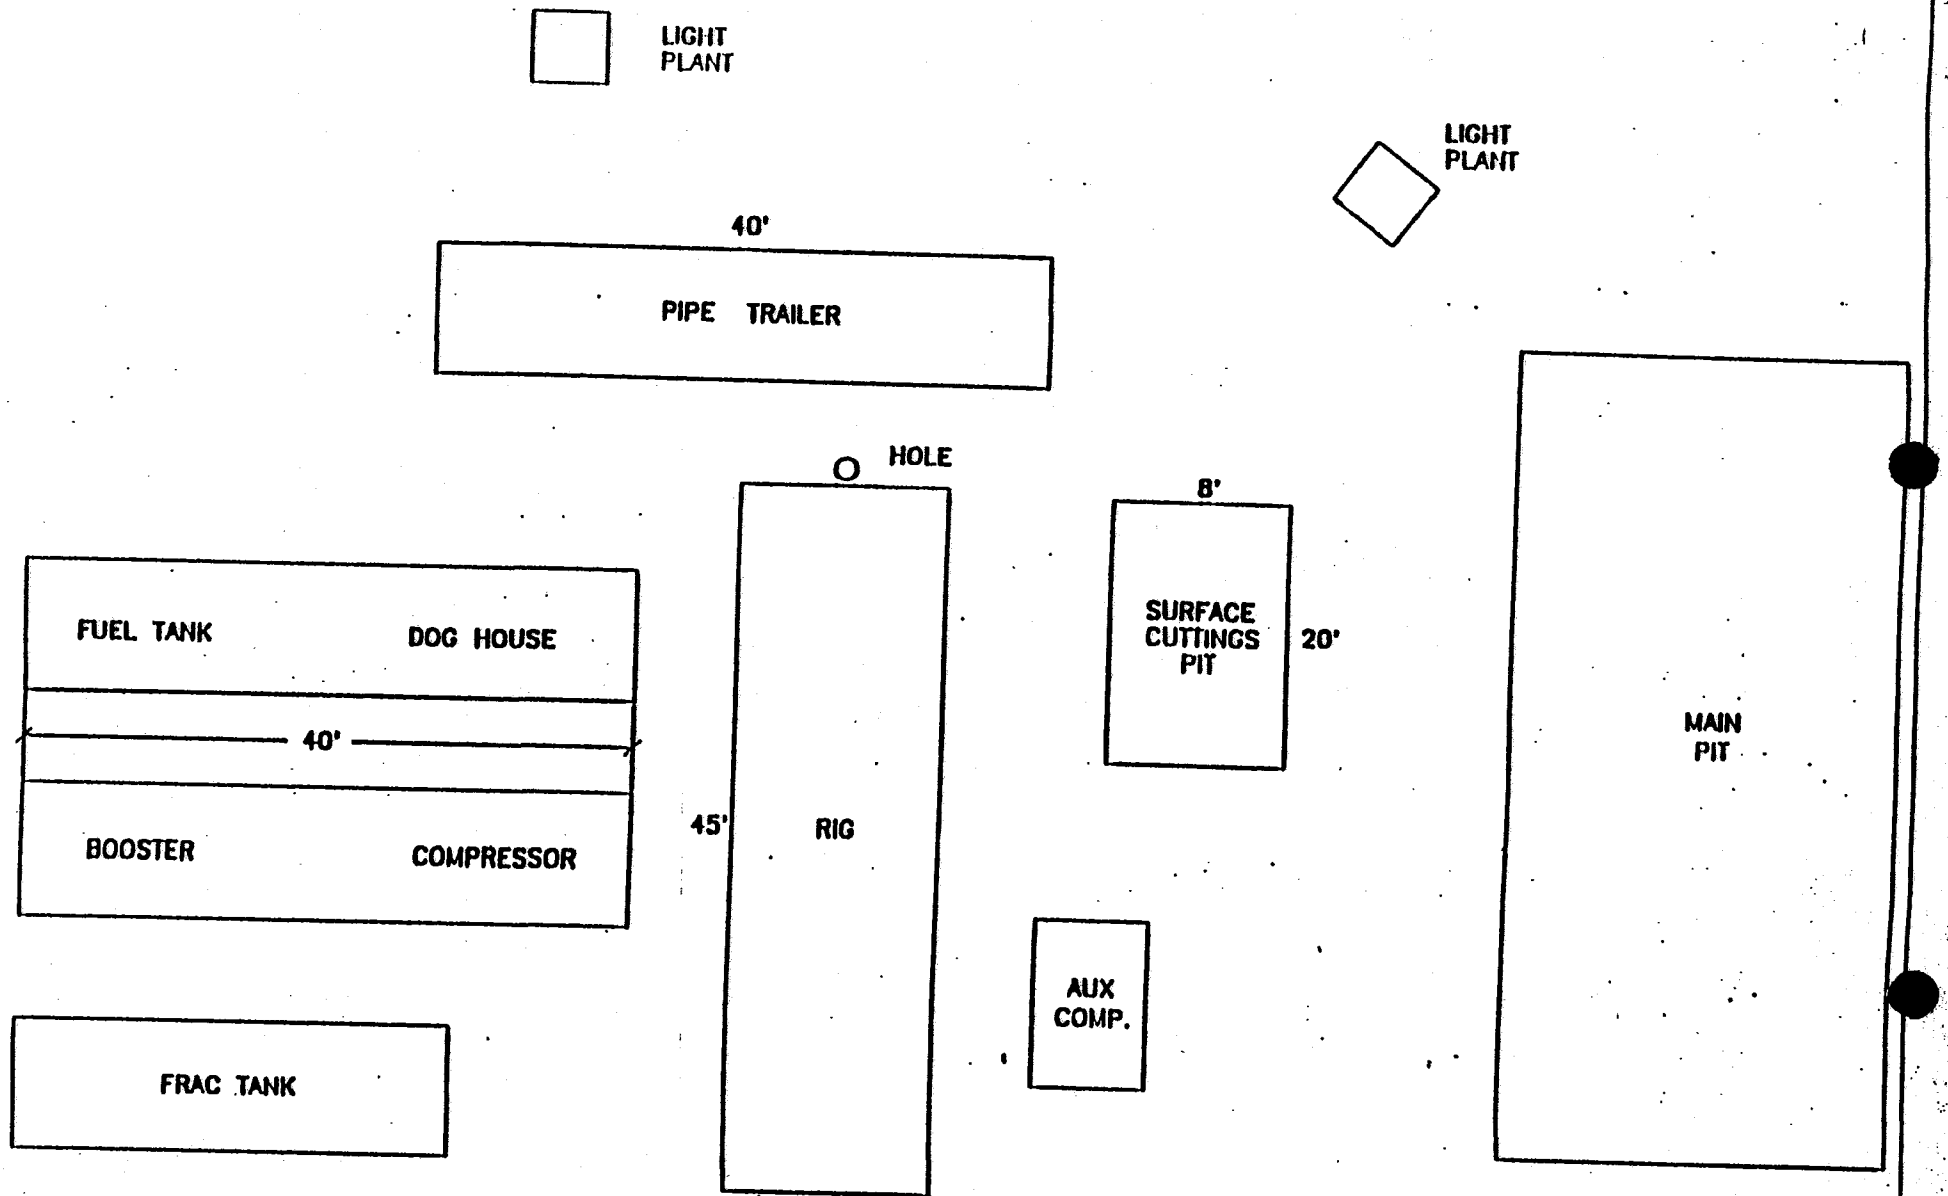 LIGHT
PLANT
LIGHT
PLANT
40'
PIPE TRAILER
HOLE
8'
FUEL TANK DOG HOUSE
SURFACE
CUTTINGS
PIT
20'
40'
MAIN
PIT
45'
RIG
BOOSTER COMPRESSOR
AUX
COMP.
FRAC TANK